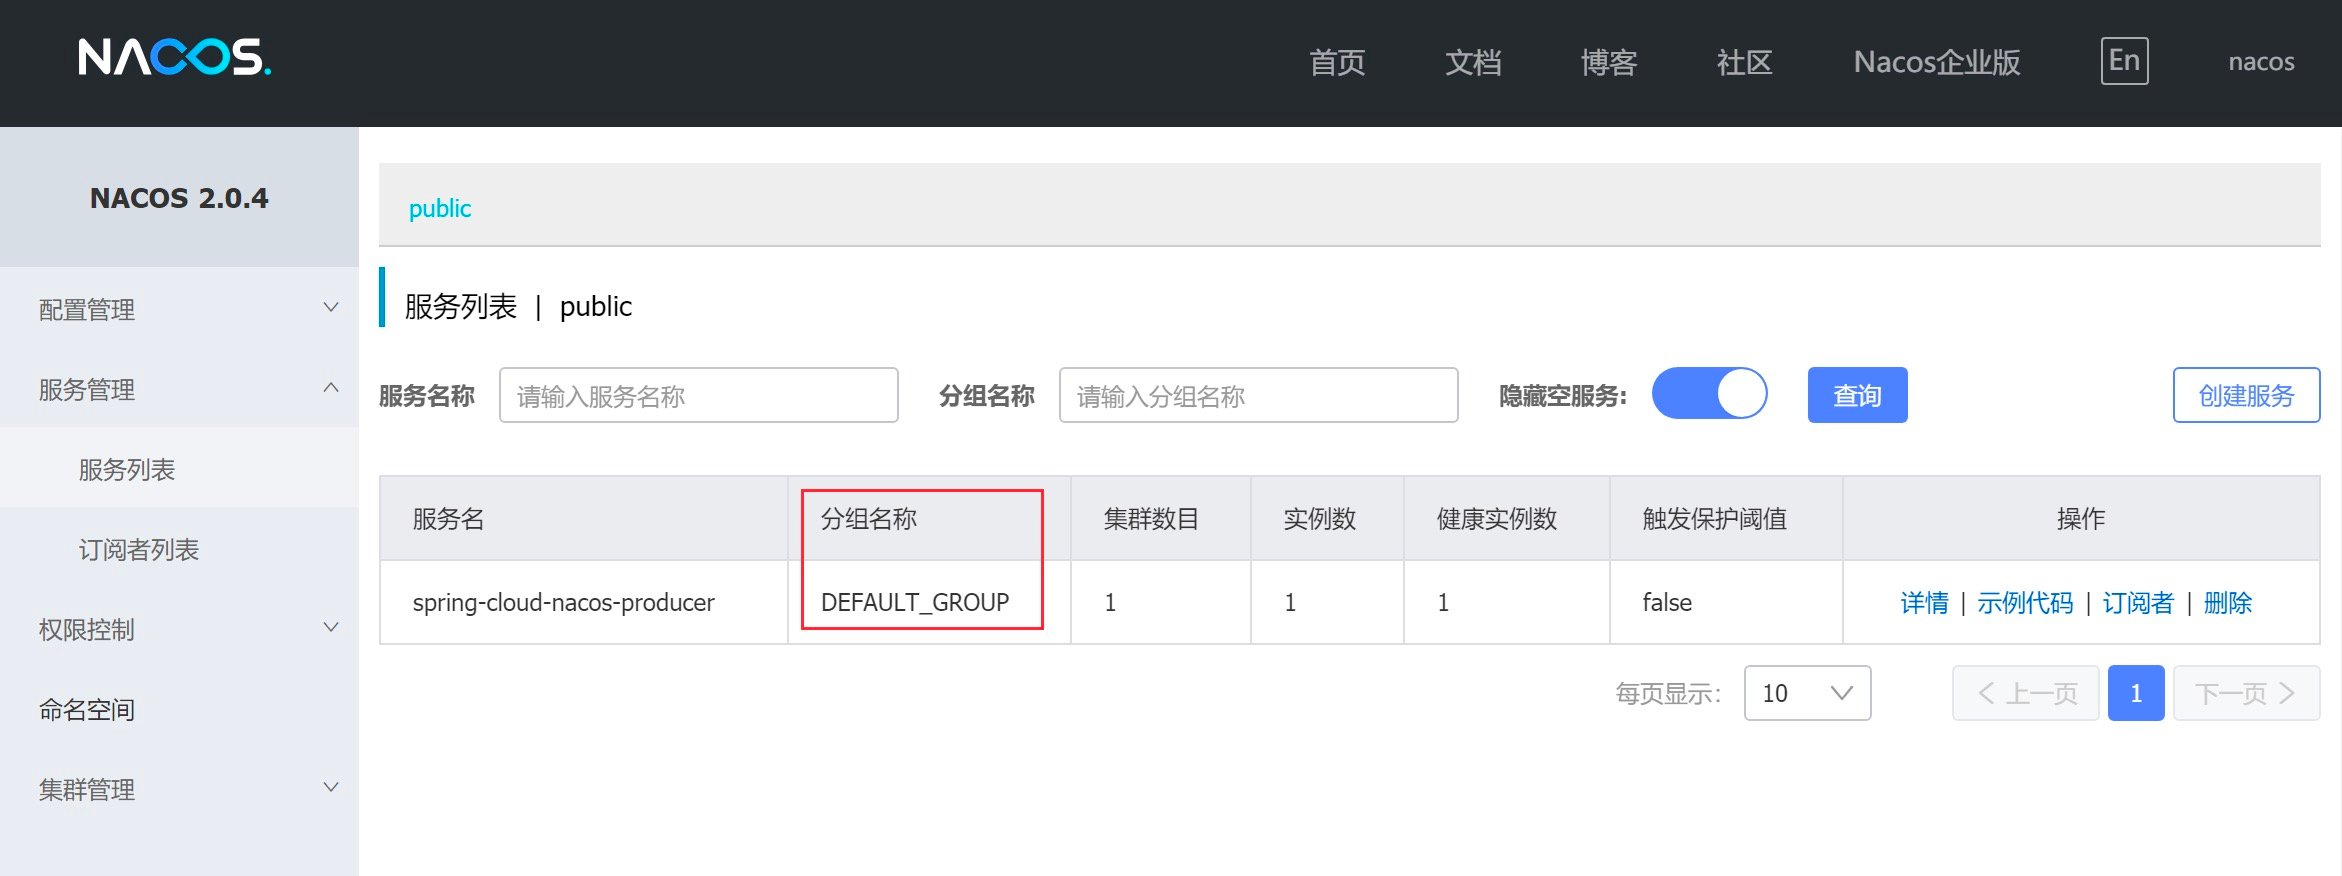 NACOS.
首页 文档 博客 社区 Nacos企业版 En nacos
NACOS 2.0.4
配置管理
服务管理
服务列表
订阅者列表
权限控制
命名空间
集群管理
public
服务列表 | public
服务名称 请输入服务名称 分组名称 请输入分组名称 隐藏空服务: 查询 创建服务
服务名 分组名称 集群数目 实例数 健康实例数 触发保护阈值 操作
spring-cloud-nacos-producer DEFAULT_GROUP 1 1 1 false 详情 | 示例代码 | 订阅者 | 删除
每页显示: 10 上一页 1 下一页